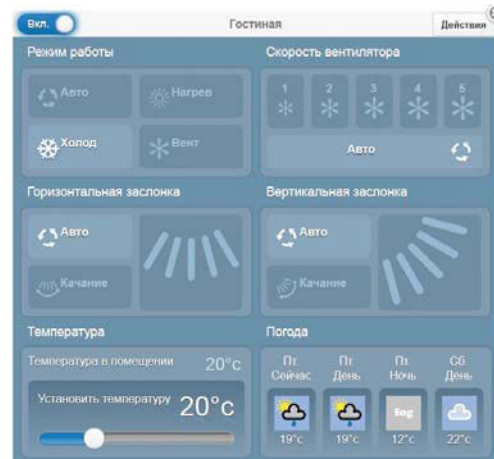 Вкл.
Гостиная
Действия
Режим работы
Скорость вентилятора
Авто
Нагрев
Холод
Вент
1 2 3 4 5
Авто
Горизонтальная заслонка
Вертикальная заслонка
Авто
Качание
Авто
Качание
Температура
Погода
Температура в помещении 20°c
Установить температуру 20°c
Пт. Сейчас
Пт. День
Пт. Ночь
Сб. День
fog
19°c 19°c 12°c 22°c